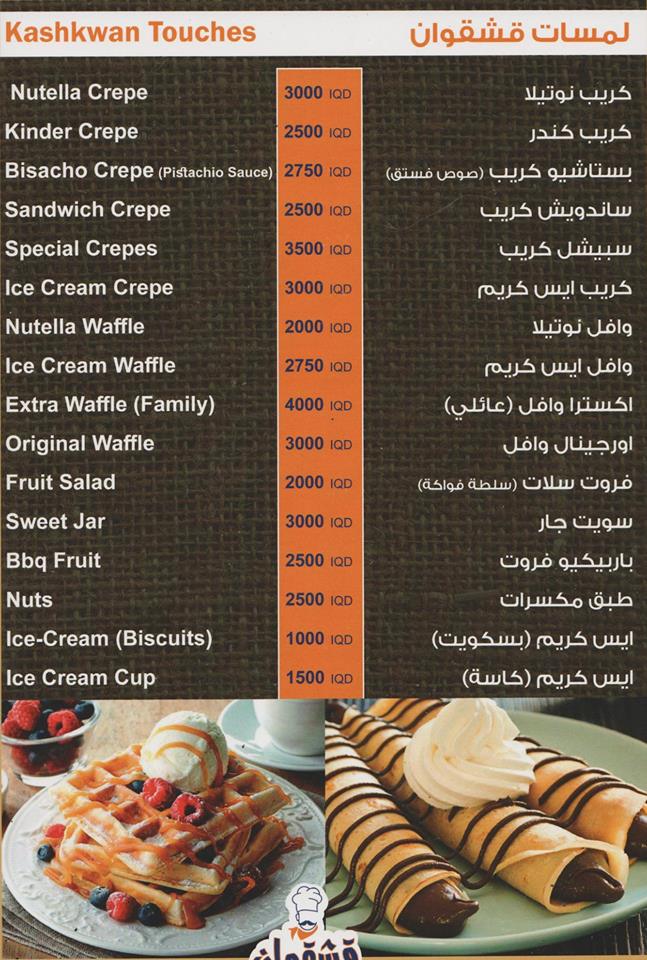 Kashkwan Touches لمسات قشقوان
Nutella Crepe 3000 IQD كريب نوتيلا
Kinder Crepe 2500 IQD كريب كندر
Bisacho Crepe (Pistachio Sauce) 2750 IQD بستاشيو كريب (صوص فستق)
Sandwich Crepe 2500 IQD ساندويش كريب
Special Crepes 3500 IQD سبيشل كريب
Ice Cream Crepe 3000 IQD كريب ايس كريم
Nutella Waffle 2000 IQD وافل نوتيلا
Ice Cream Waffle 2750 IQD وافل ايس كريم
Extra Waffle (Family) 4000 IQD اكسترا وافل (عائلي)
Original Waffle 3000 IQD اورجينال وافل
Fruit Salad 2000 IQD فروت سلات (سلطة فواكة)
Sweet Jar 3000 IQD سويت جار
Bbq Fruit 2500 IQD باربيكيو فروت
Nuts 2500 IQD طبق مكسرات
Ice-Cream (Biscuits) 1000 IQD ايس كريم (بسكويت)
Ice Cream Cup 1500 IQD ايس كريم (كاسة)
قشقوان